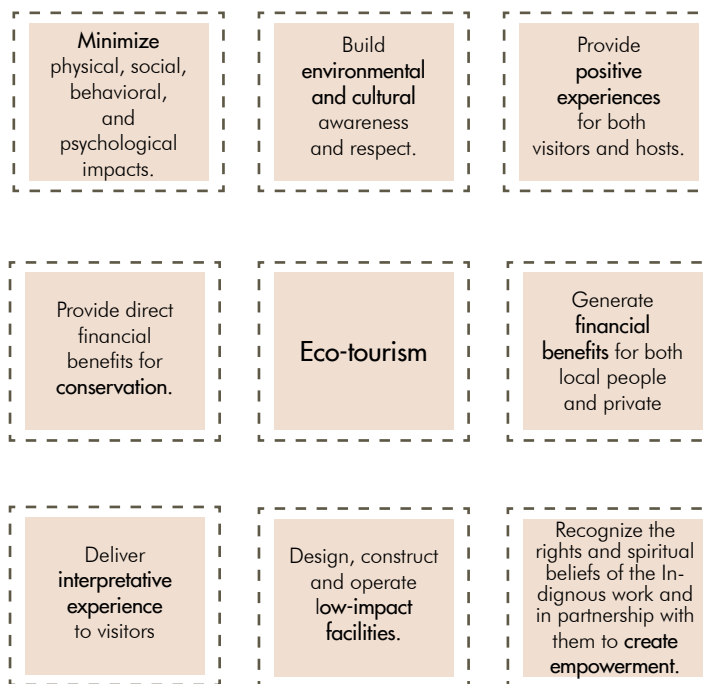 Minimize
physical, social,
behavioral,
and
psychological
impacts.
Build
environmental
and cultural
awareness
and respect.
Provide
positive
experiences
for both
visitors and hosts.
Provide direct
financial
benefits for
conservation.
Eco-tourism
Generate
financial
benefits for both
local people
and private
Deliver
interpretative
experience
to visitors
Design, construct
and operate
low-impact
facilities.
Recognize the
rights and spiritual
beliefs of the In-
dignous work and
in partnership with
them to create
empowerment.